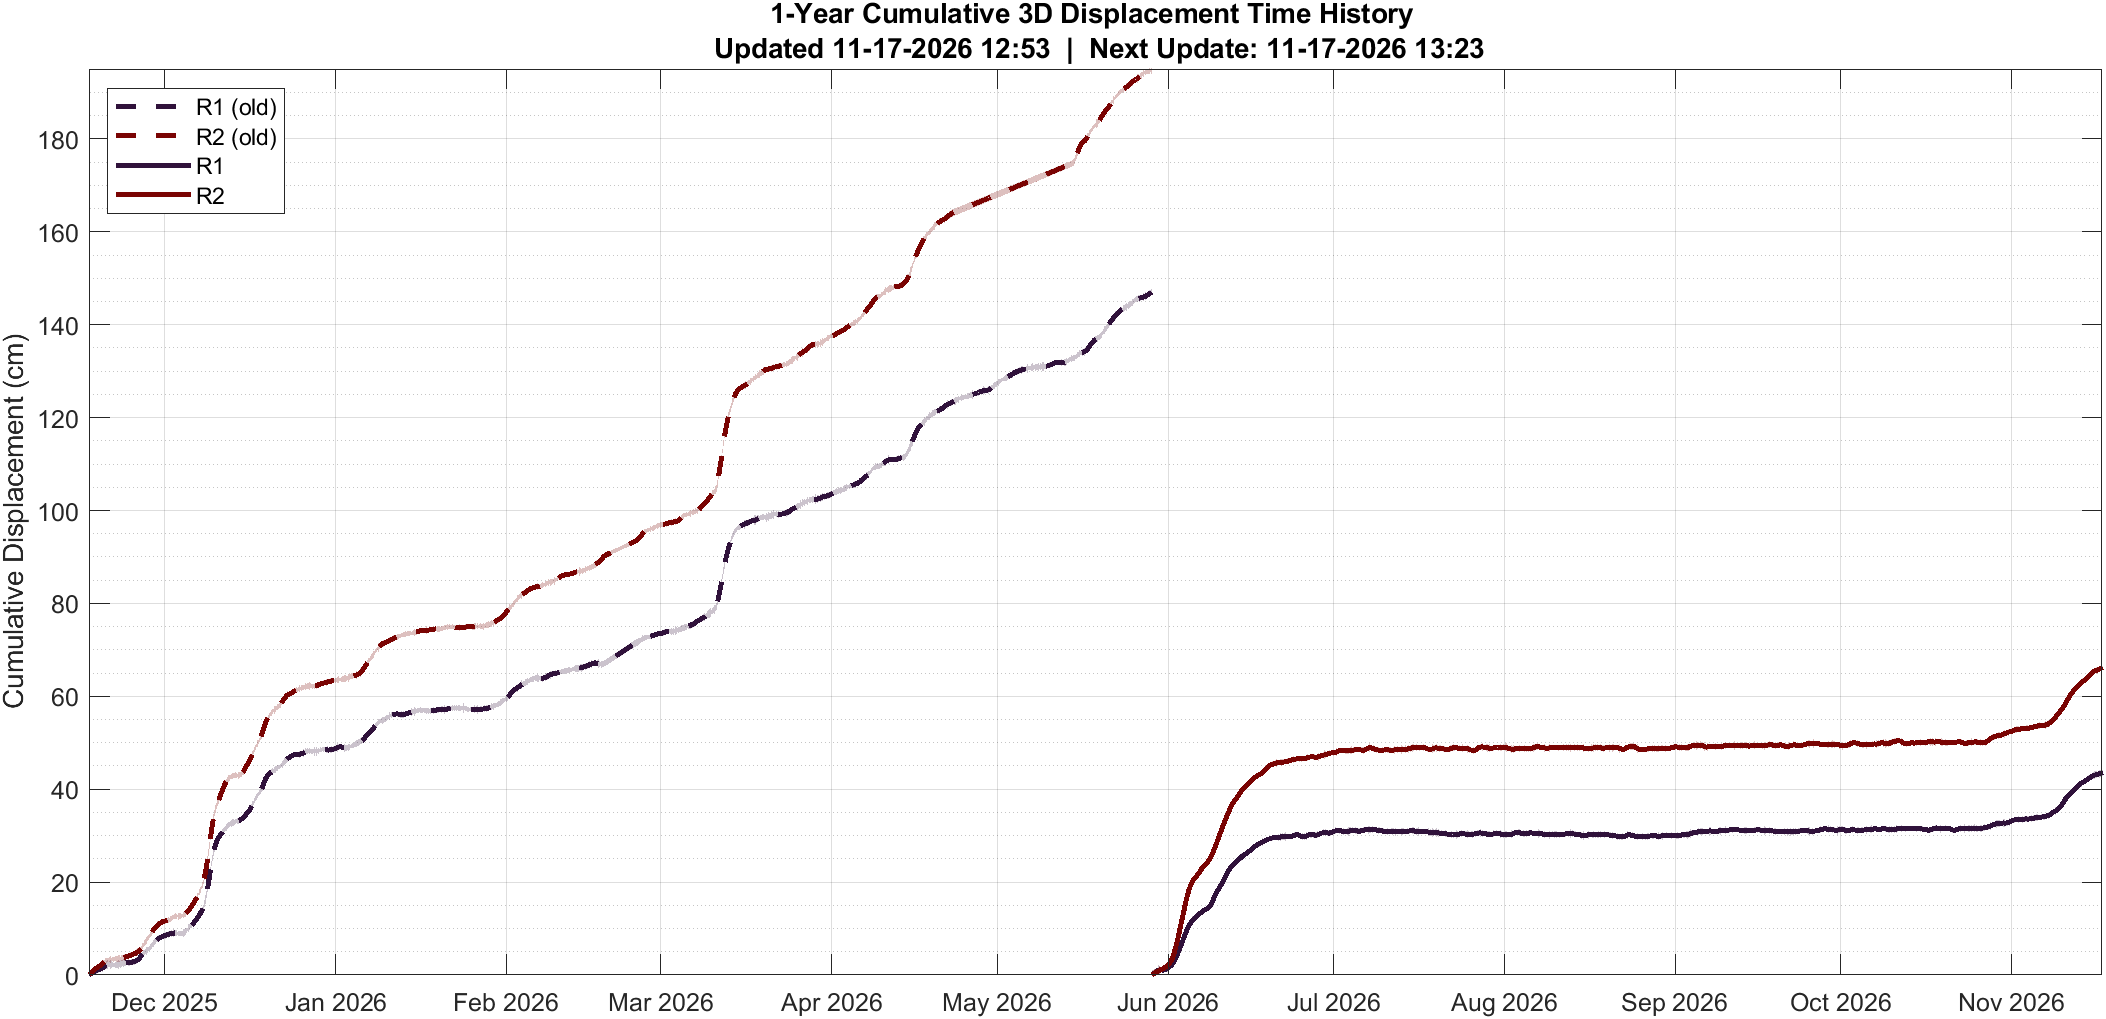 1-Year Cumulative 3D Displacement Time History
Updated 11-17-2026 12:53 | Next Update: 11-17-2026 13:23
R1 (old)
R2 (old)
R1
R2
Cumulative Displacement (cm)
180
160
140
120
100
80
60
40
20
0
Dec 2025 Jan 2026 Feb 2026 Mar 2026 Apr 2026 May 2026 Jun 2026 Jul 2026 Aug 2026 Sep 2026 Oct 2026 Nov 2026